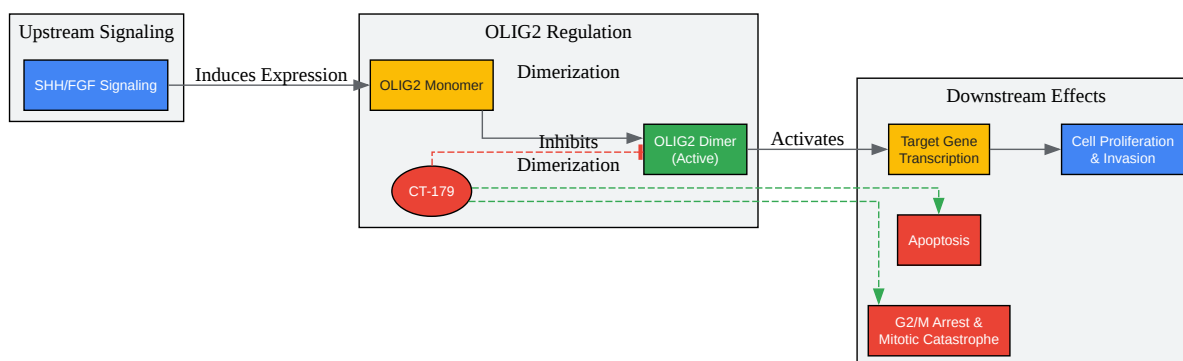 Upstream Signaling
SHH/FGF Signaling
Induces Expression
OLIG2 Regulation
OLIG2 Monomer
Dimerization
Inhibits
Dimerization
OLIG2 Dimer
(Active)
CT-179
Activates
Downstream Effects
Target Gene
Transcription
Cell Proliferation
& Invasion
Apoptosis
G2/M Arrest &
Mitotic Catastrophe